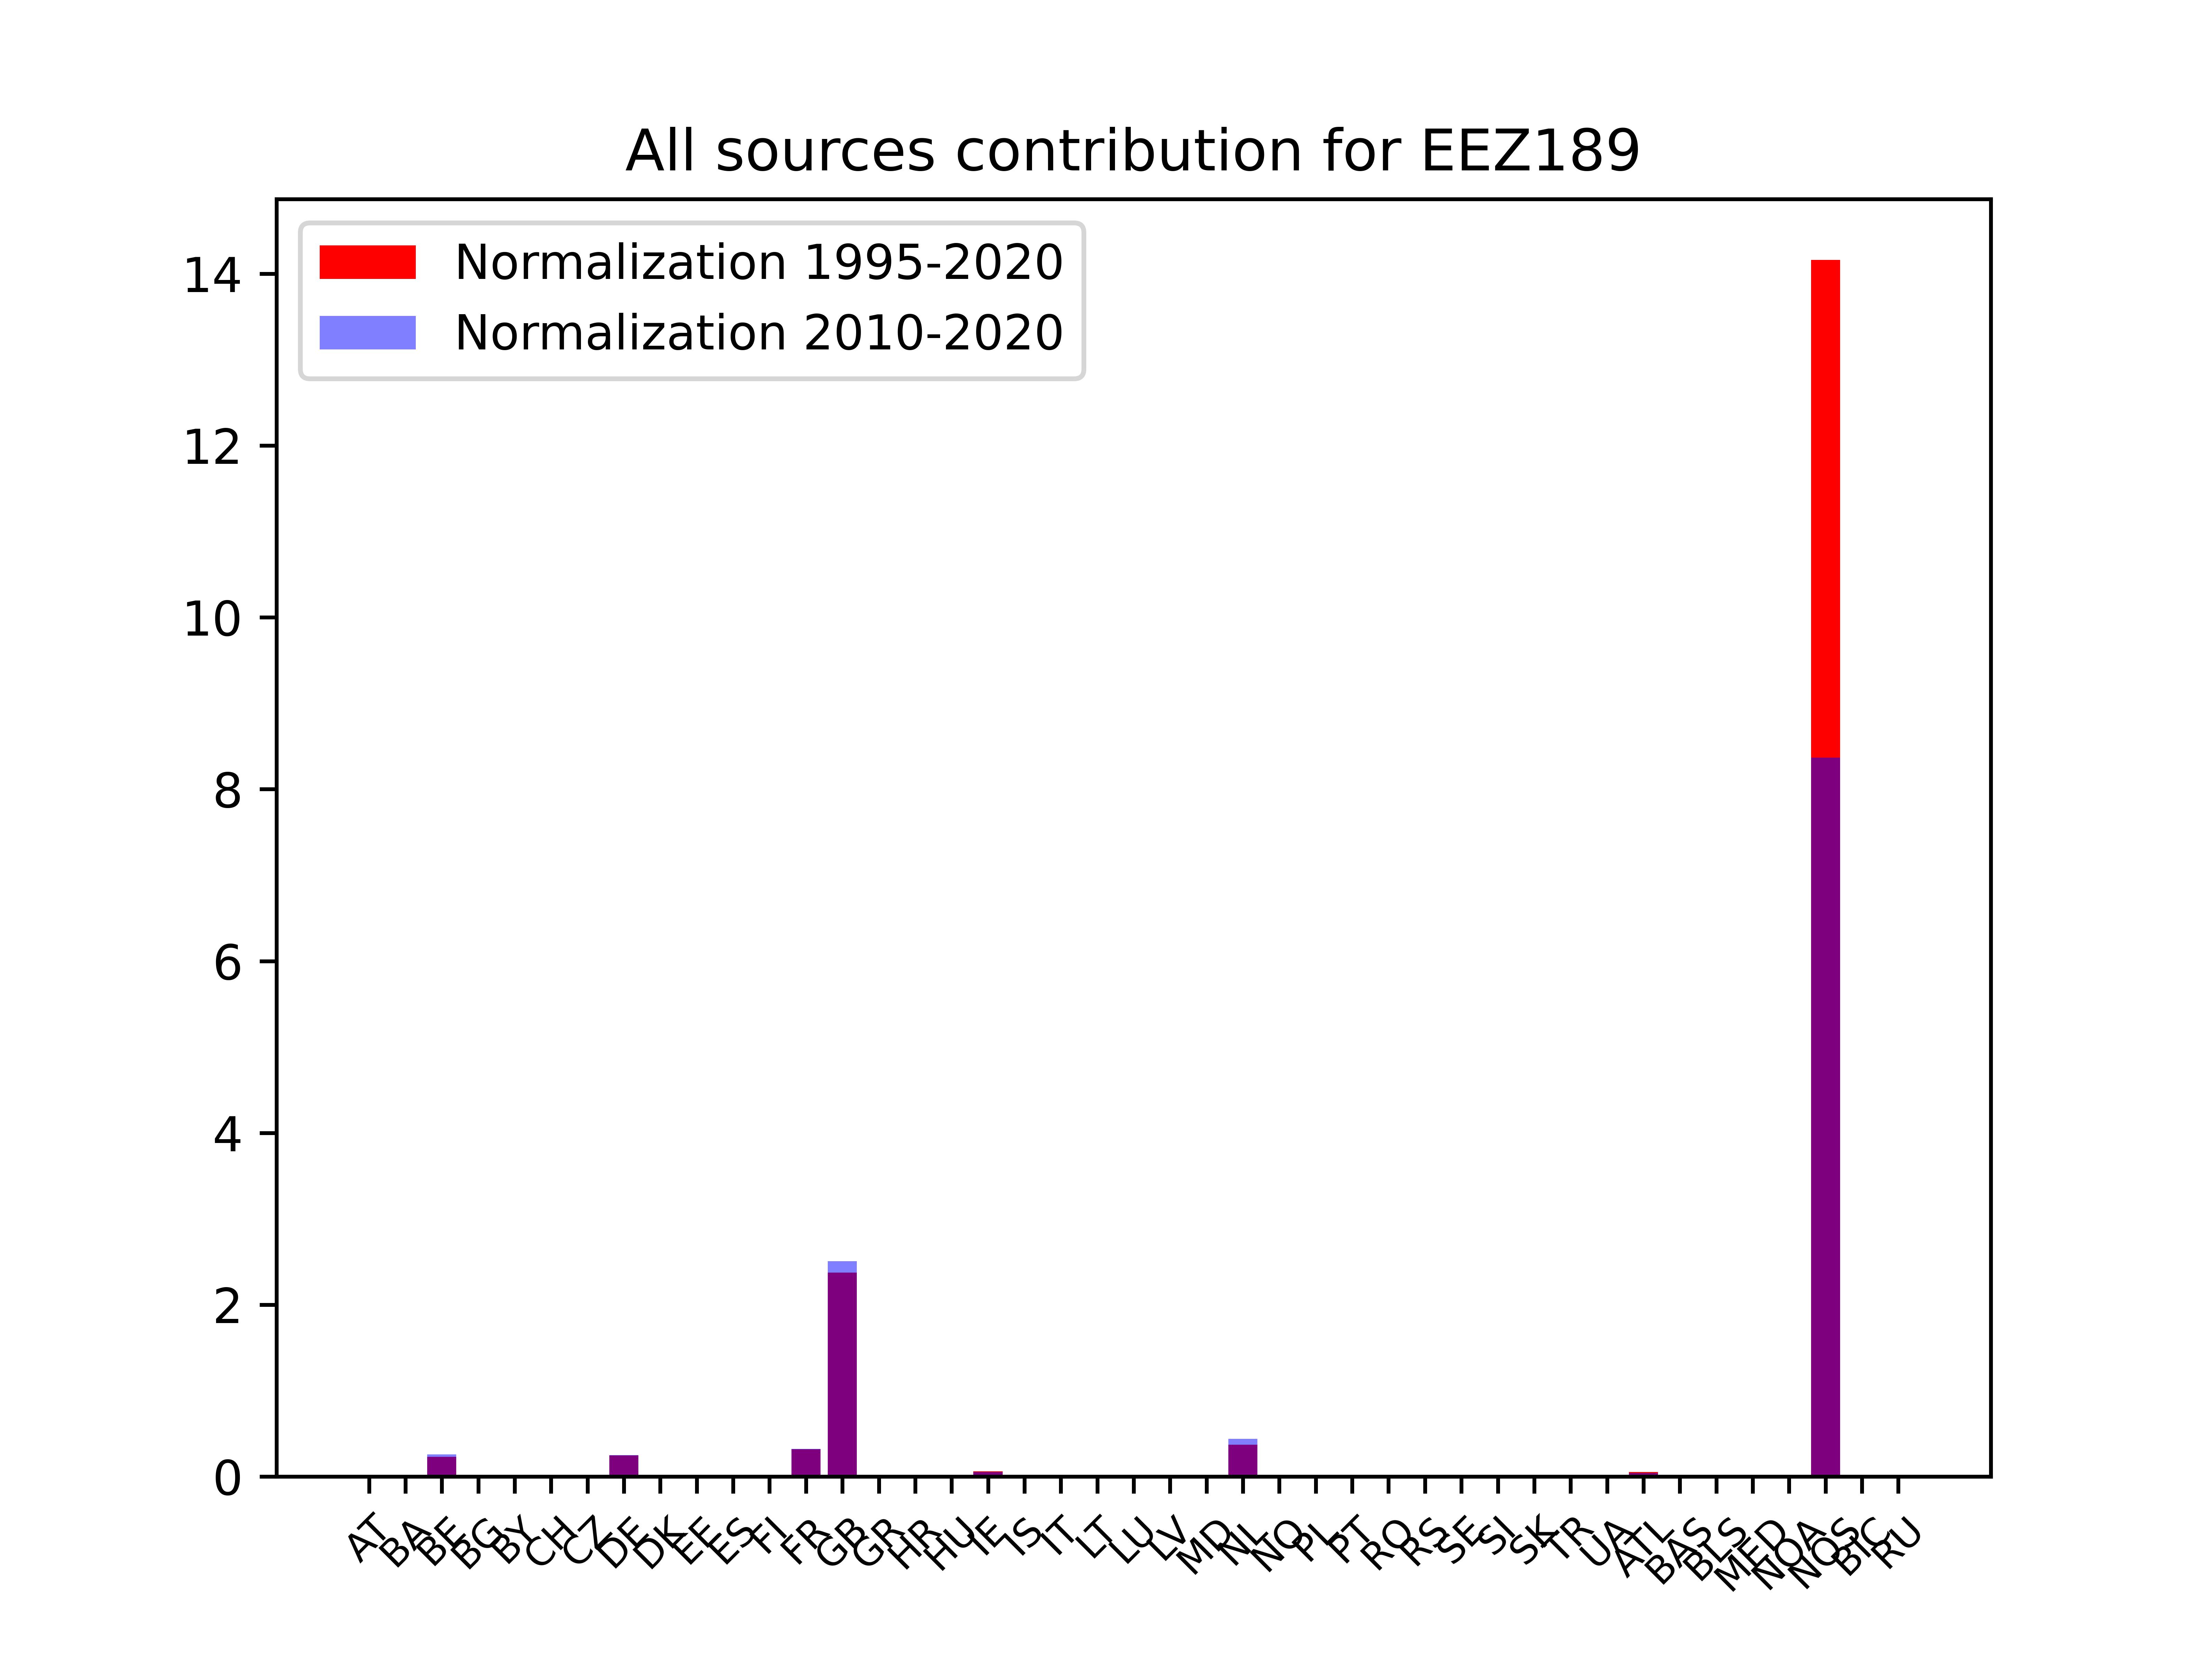 All sources contribution for EEZ189
Normalization 1995-2020
Normalization 2010-2020
14
12
10
8
6
4
2
0
AT
BA
BE
BG
BY
CH
CZ
DE
DK
EE
ES
FI
FR
GB
GR
HR
HU
IE
IS
IT
LT
LU
LV
MD
NL
NO
PL
PT
RO
RS
SE
SI
SK
TR
UA
ATL
BAS
BLS
MED
NOA
NOS
BIC
RU